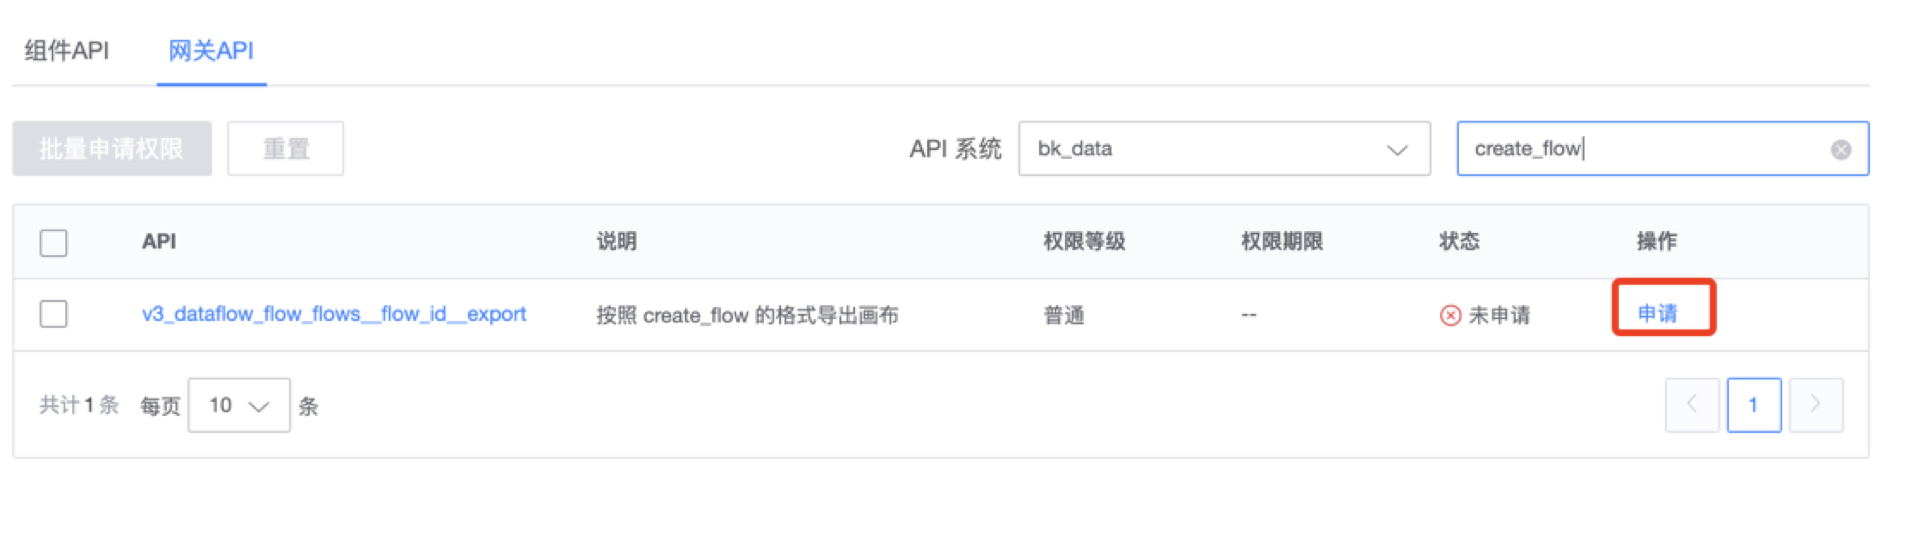 组件API 网关API
批量申请权限 重置 API 系统 bk_data create_flow
API 说明 权限等级 权限期限 状态 操作
v3_dataflow_flow_flows__flow_id__export 按照 create_flow 的格式导出画布 普通 -- 未申请 申请
共计1条 每页 10 条 1